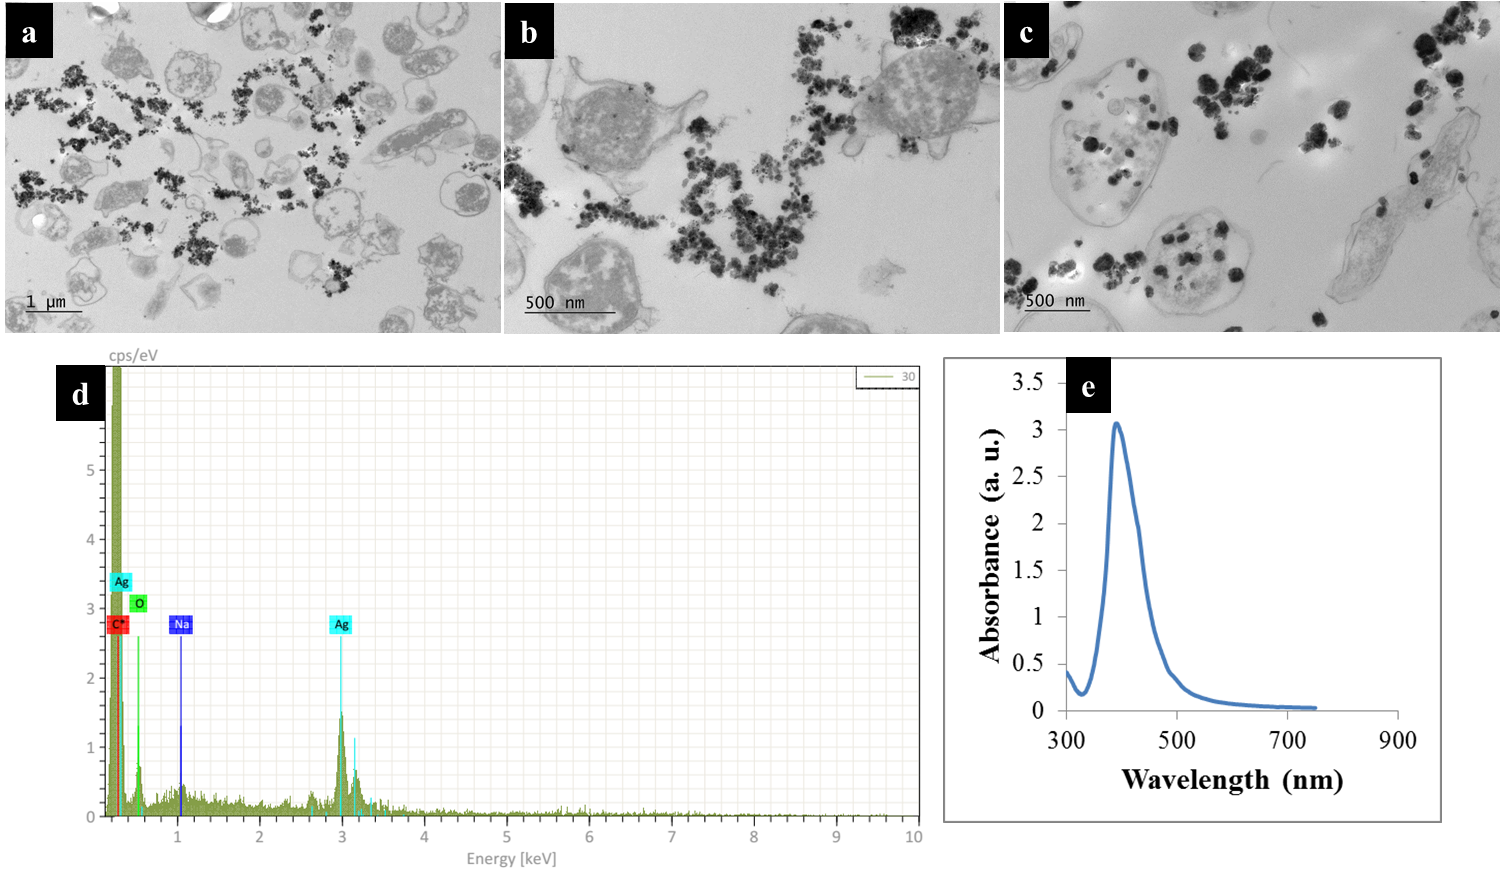 a
b
c
1 µm
500 nm
500 nm
d
cps/eV
30
5
4
3
2
1
0
Ag
O
C*
Na
Ag
1
2
3
4
5
6
7
8
9
10
Energy [keV]
e
Absorbance (a. u.)
3.5
3
2.5
2
1.5
1
0.5
0
300
500
700
900
Wavelength (nm)